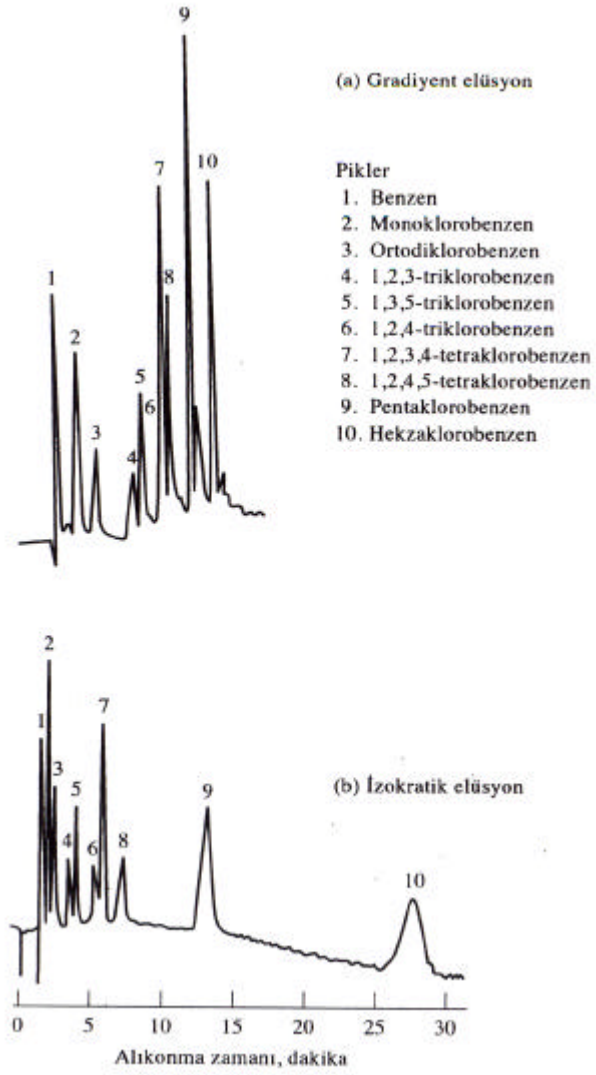 (a) Gradiyent elüsyon
Pikler
1. Benzen
2. Monoklorobenzen
3. Ortodiklorobenzen
4. 1,2,3-triklorobenzen
5. 1,3,5-triklorobenzen
6. 1,2,4-triklorobenzen
7. 1,2,3,4-tetraklorobenzen
8. 1,2,4,5-tetraklorobenzen
9. Pentaklorobenzen
10. Hekzaklorobenzen
1
2
3
4
5
6
7
8
9
10
(b) İzokratik elüsyon
1
2
3
4
5
6
7
8
9
10
0 5 10 15 20 25 30
Alıkonma zamanı, dakika